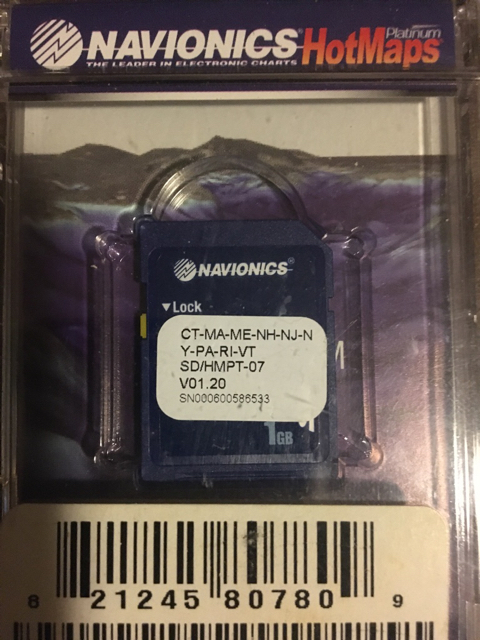 NAVIONICS®
THE LEADER IN ELECTRONIC CHARTS
Platinum™
HotMaps
NAVIONICS®
▼Lock
CT-MA-ME-NH-NJ-N
Y-PA-RI-VT
SD/HMPT-07
V01.20
SN000600586533
1GB
8 21245 80780 9